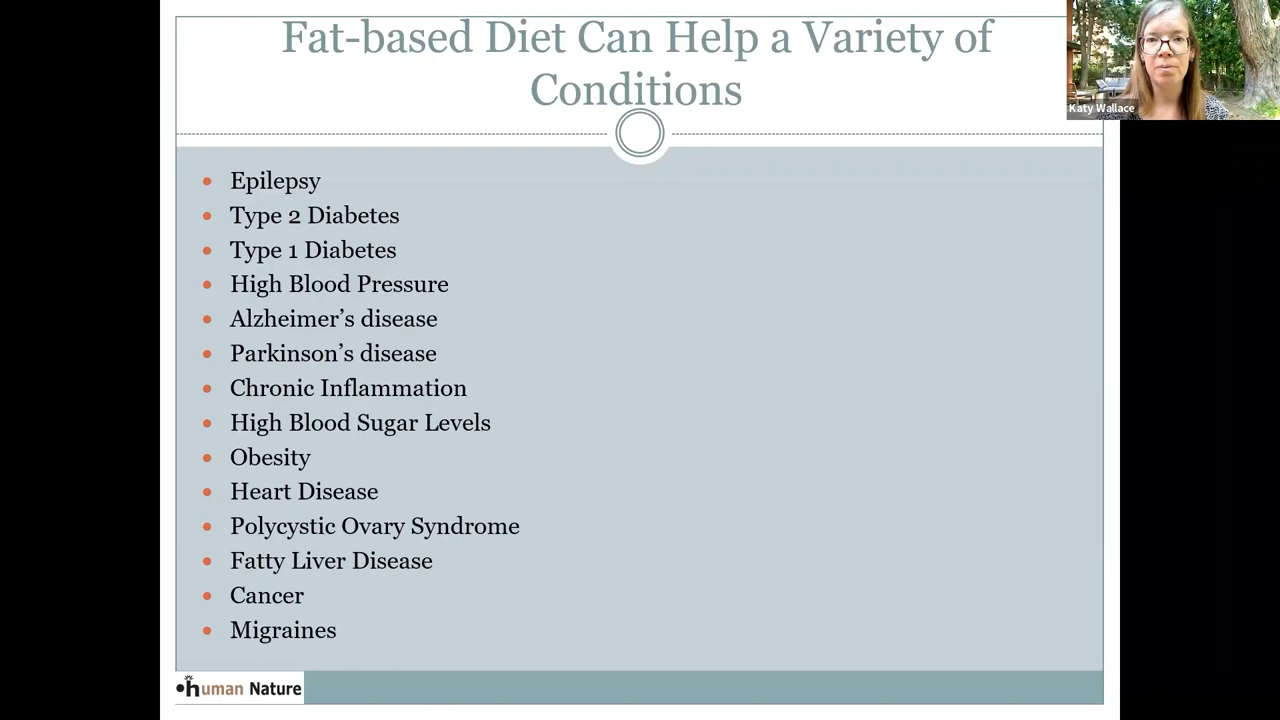 Fat-based Diet Can Help a Variety of
Conditions
Katy Wallace
Epilepsy
Type 2 Diabetes
Type 1 Diabetes
High Blood Pressure
Alzheimer’s disease
Parkinson’s disease
Chronic Inflammation
High Blood Sugar Levels
Obesity
Heart Disease
Polycystic Ovary Syndrome
Fatty Liver Disease
Cancer
Migraines
human Nature